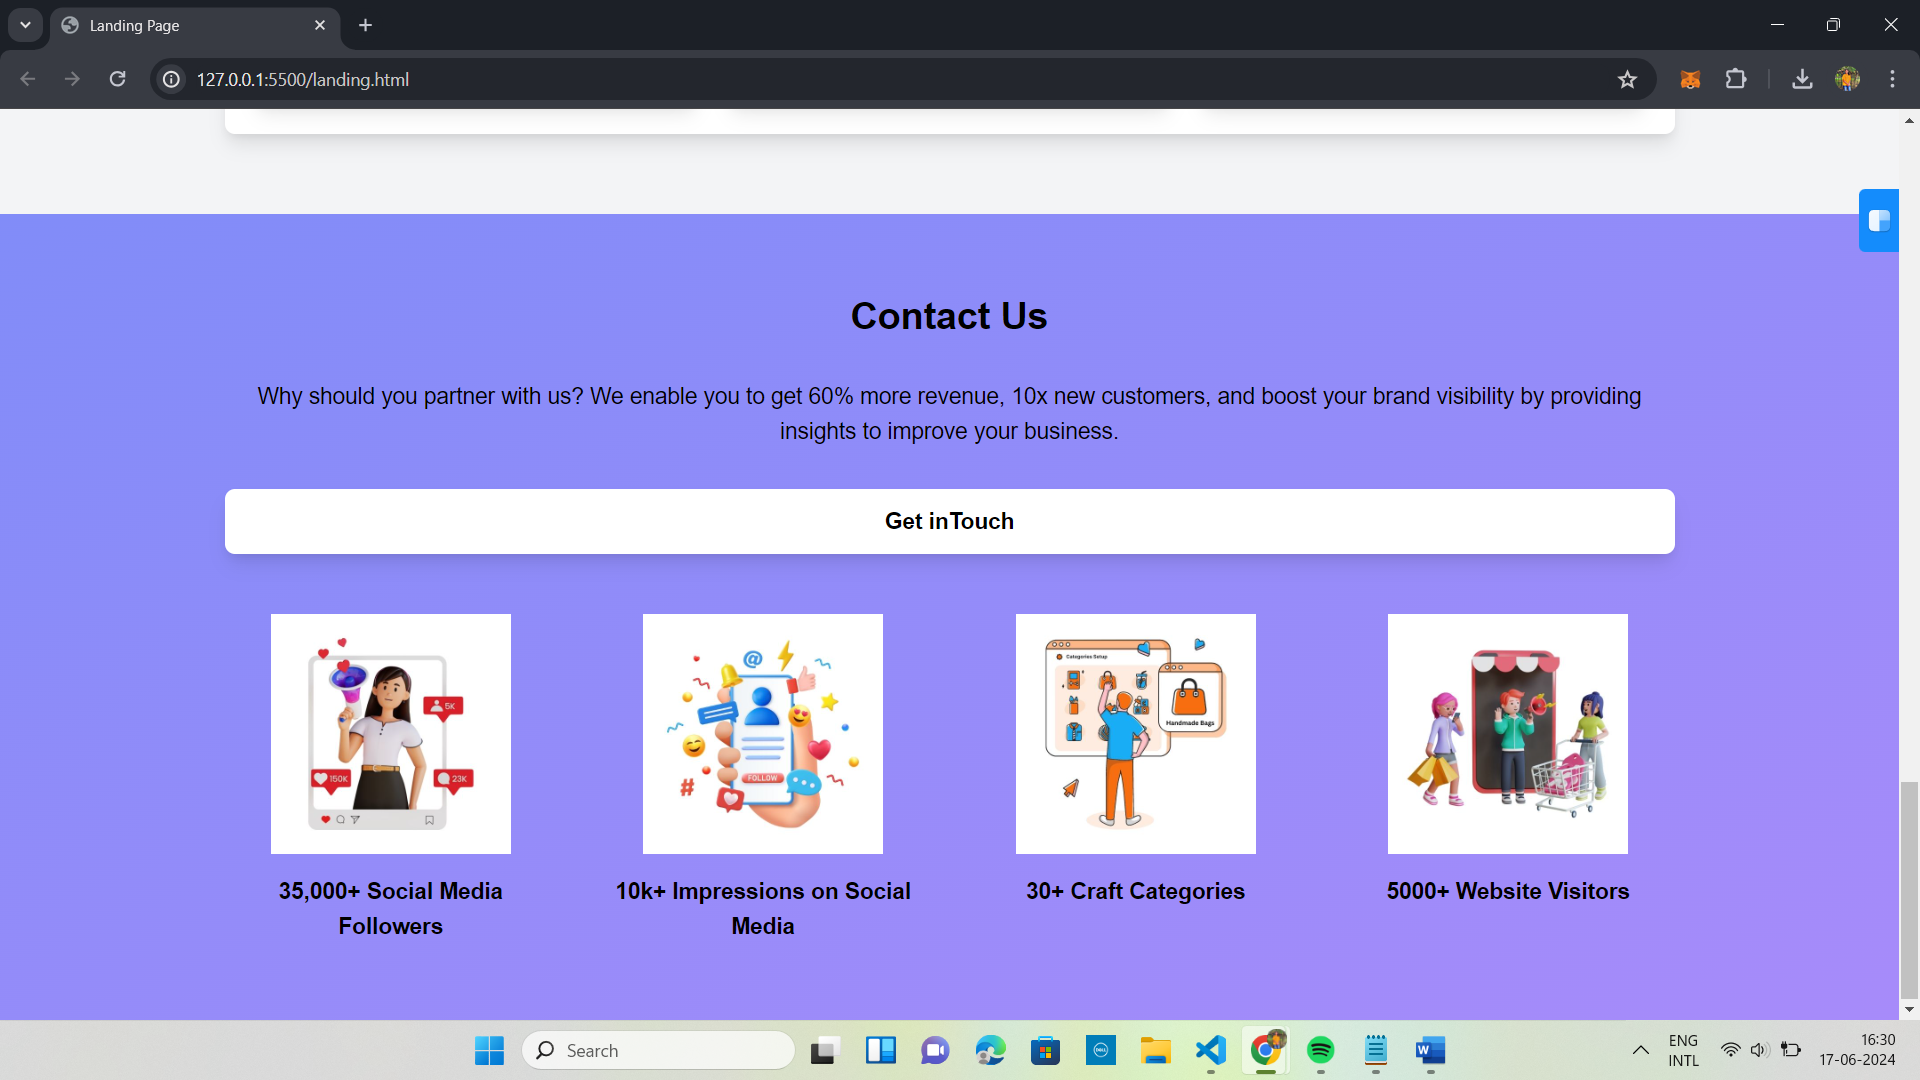 Landing Page
127.0.0.1:5500/landing.html
Contact Us
Why should you partner with us? We enable you to get 60% more revenue, 10x new customers, and boost your brand visibility by providing
insights to improve your business.
Get inTouch
5K
150K
23K
@
FOLLOW
#
Categories Setup
Handmade Bags
35,000+ Social Media
Followers
10k+ Impressions on Social
Media
30+ Craft Categories
5000+ Website Visitors
Search
DELL
W
ENG
INTL
16:30
17-06-2024